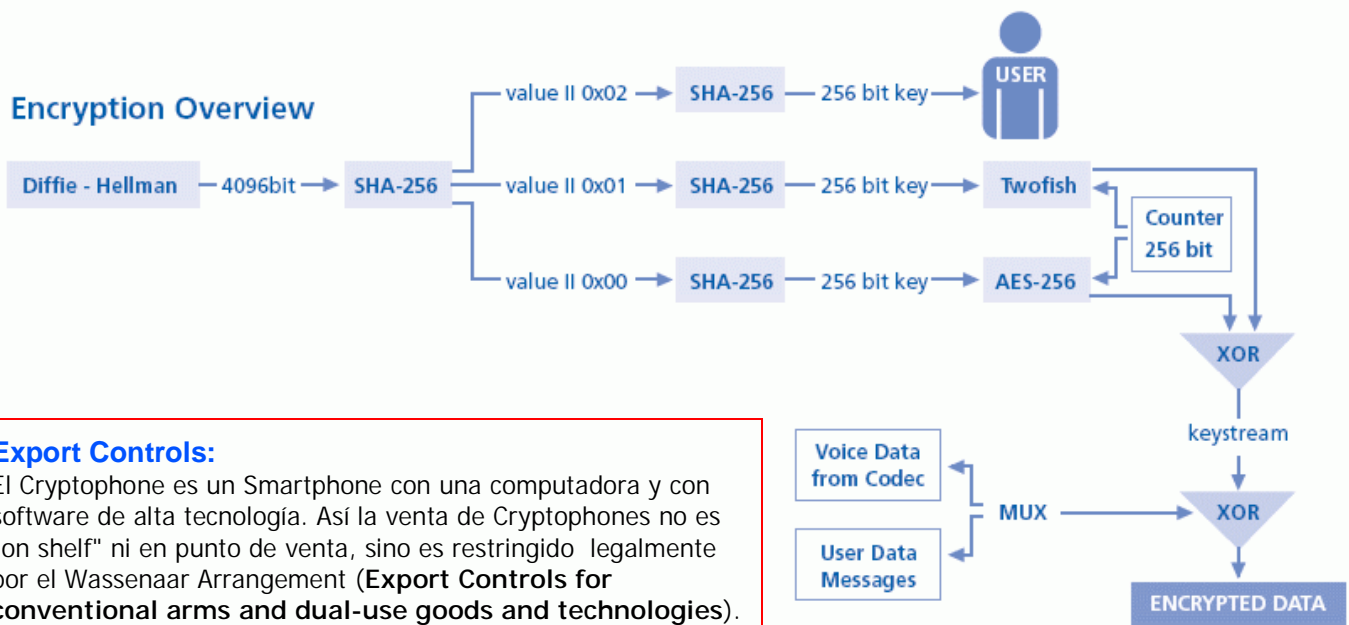 Encryption Overview
Diffie - Hellman
4096bit
SHA-256
value II 0x02
SHA-256
256 bit key
USER
value II 0x01
SHA-256
256 bit key
Twofish
value II 0x00
SHA-256
256 bit key
AES-256
Counter
256 bit
XOR
keystream
Voice Data
from Codec
User Data
Messages
MUX
XOR
ENCRYPTED DATA
Export Controls:
El Cryptophone es un Smartphone con una computadora y con
software de alta tecnología. Así la venta de Cryptophones no es
"on shelf" ni en punto de venta, sino es restringido legalmente
por el Wassenaar Arrangement (Export Controls for
conventional arms and dual-use goods and technologies).